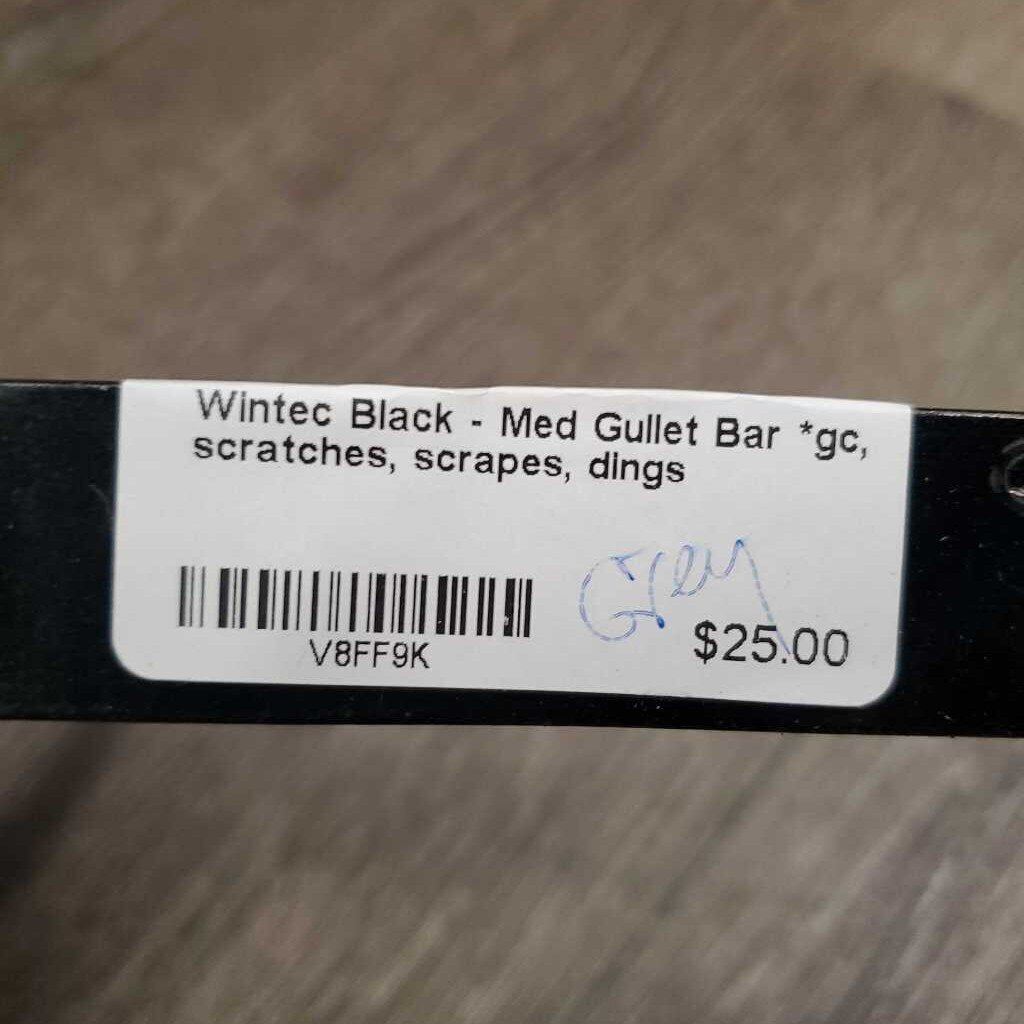 Wintec Black - Med Gullet Bar *gc,
scratches, scrapes, dings
Grey
V8FF9K
$25.00